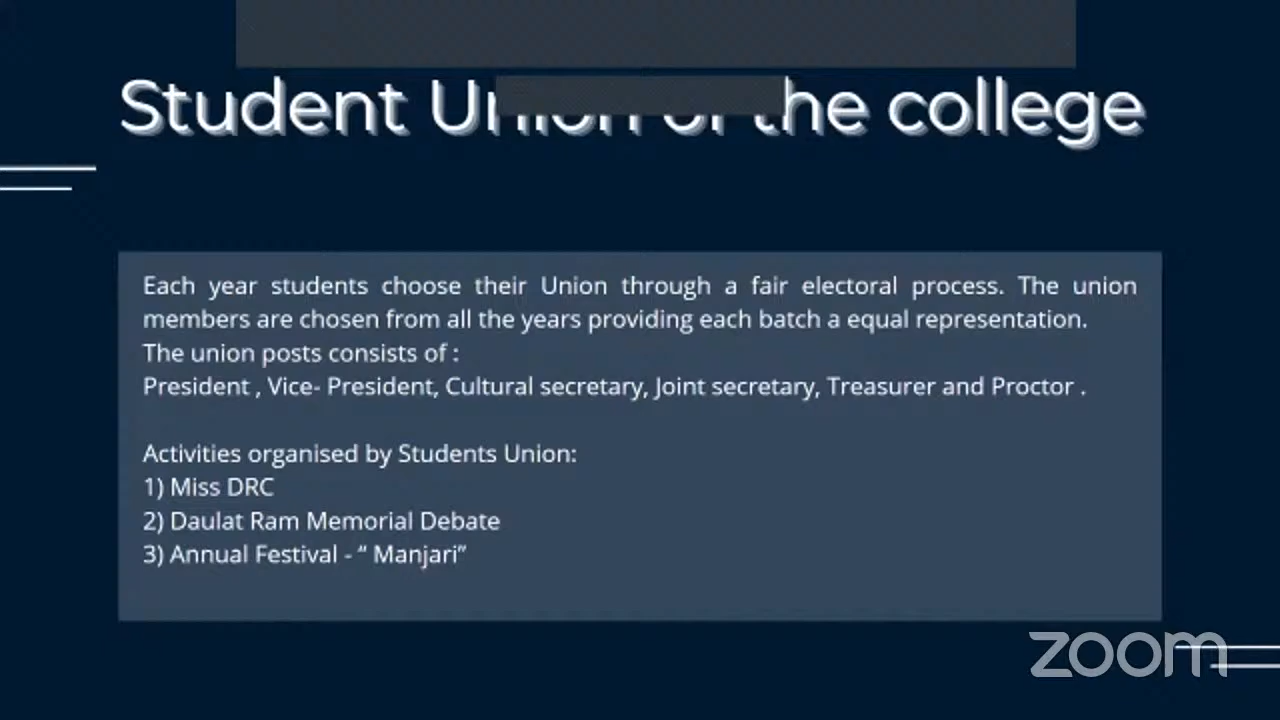 Student Union of the college
Each year students choose their Union through a fair electoral process. The union
members are chosen from all the years providing each batch a equal representation.
The union posts consists of :
President , Vice- President, Cultural secretary, Joint secretary, Treasurer and Proctor .
Activities organised by Students Union:
1) Miss DRC
2) Daulat Ram Memorial Debate
3) Annual Festival - “ Manjari”
zoom